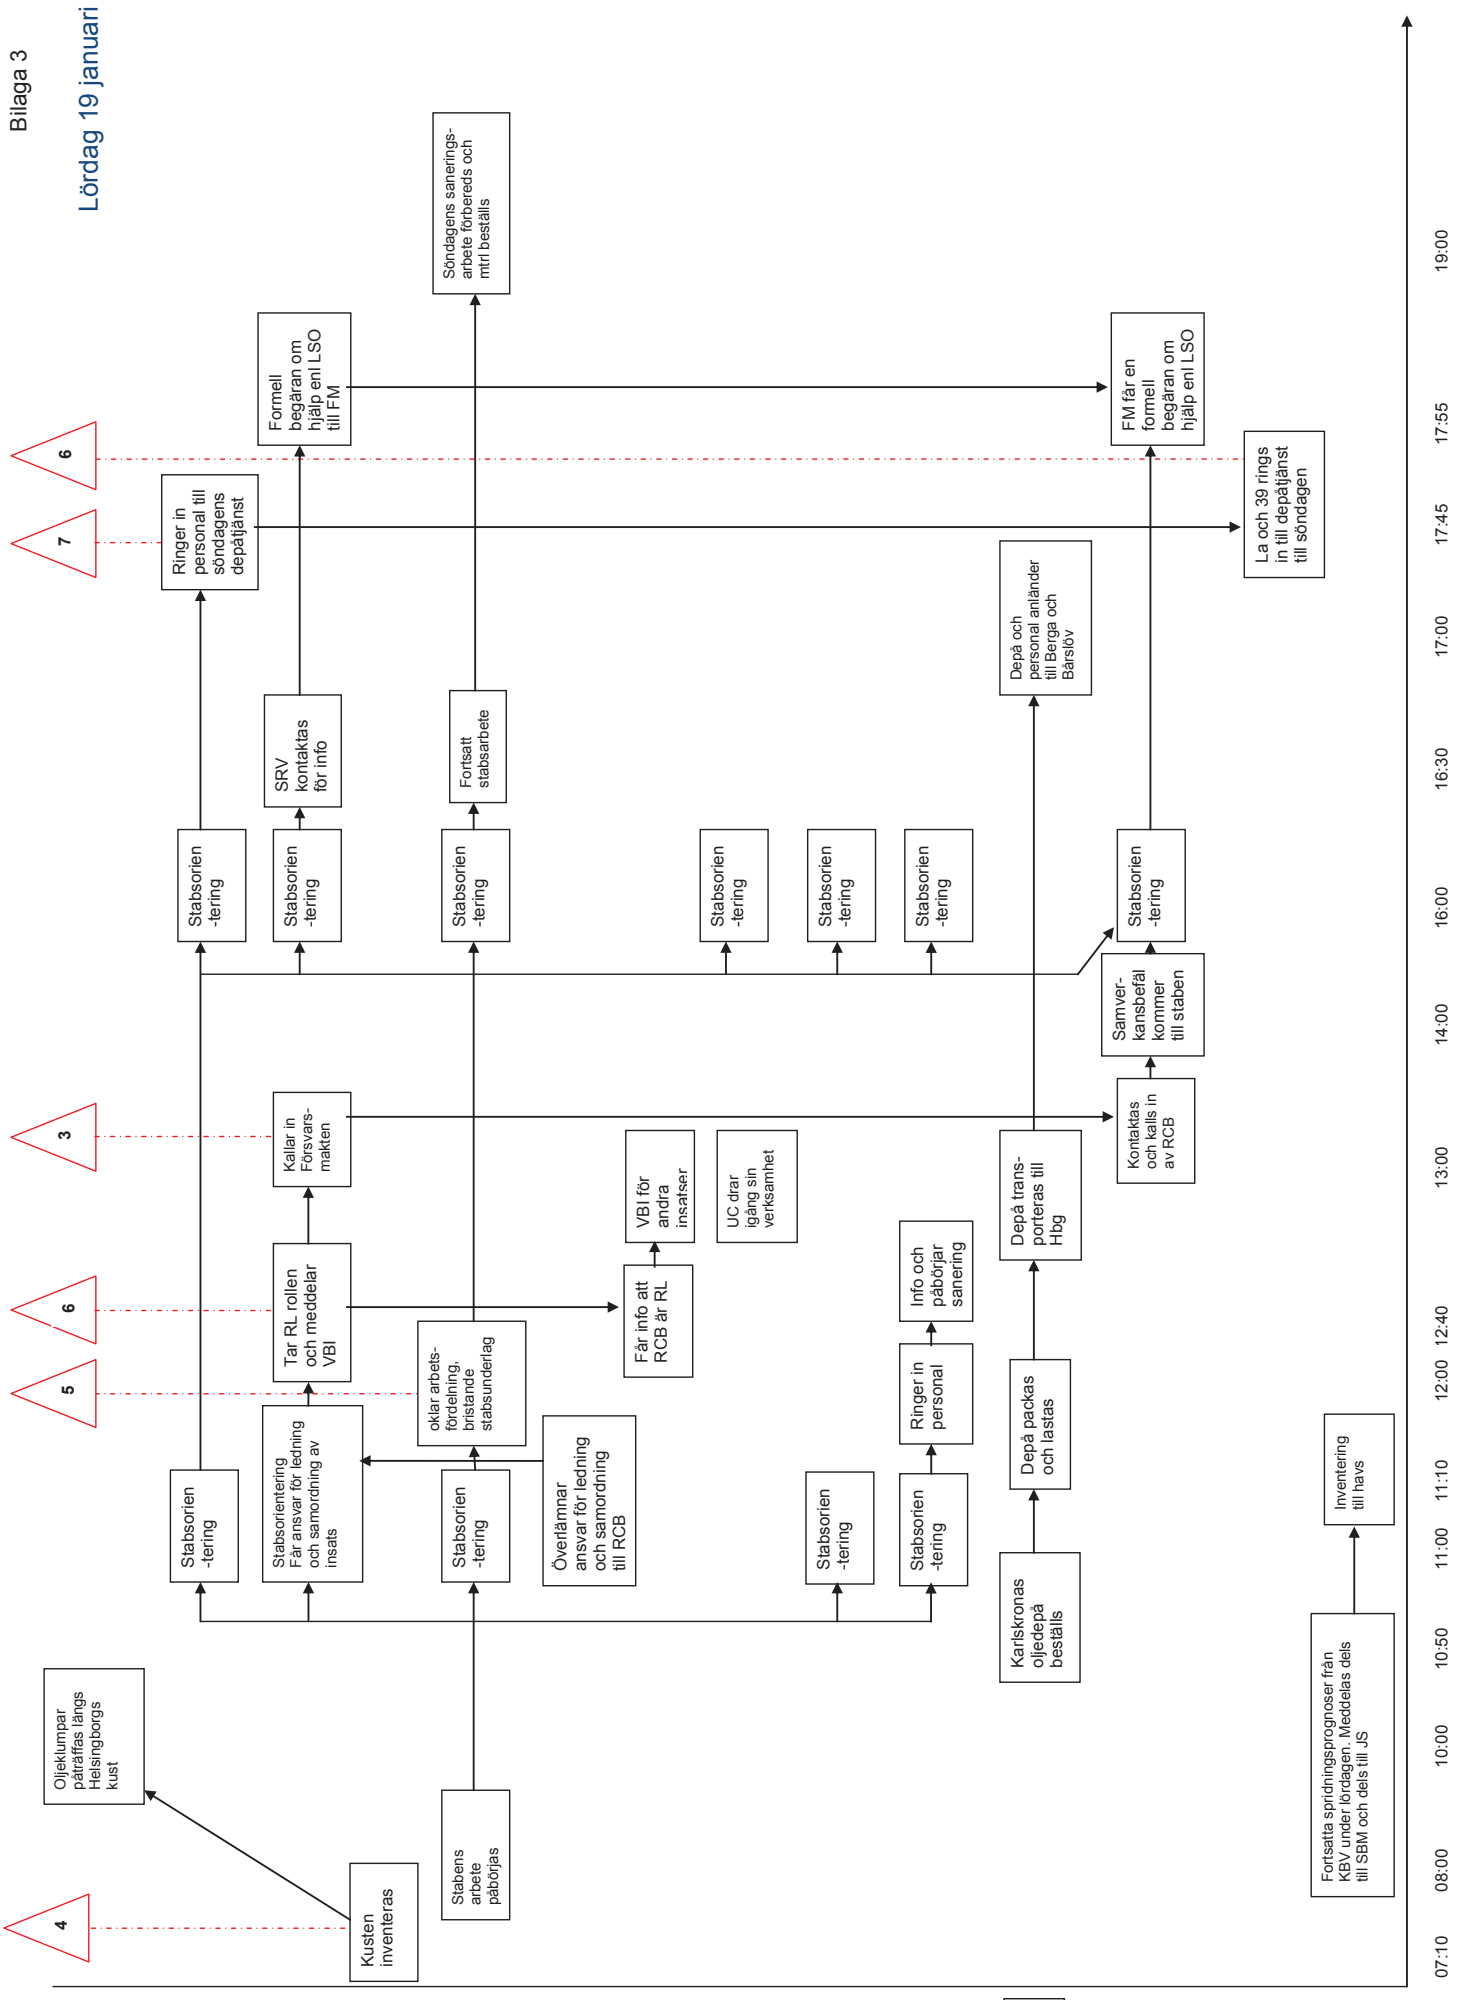 Bilaga 3
Lördag 19 januari
4
5
6
3
7
6
Oljeklumpar
påträffas längs
Helsingborgs
kust
Kusten
inventeras
Stabsorien
-tering
Stabsorien
-tering
Ringer in
personal till
söndagens
depåtjänst
Stabsorientering
Får ansvar för ledning
och samordning av
insats
Tar RL rollen
och meddelar
VBI
Kallar in
Försvars-
makten
Stabsorien
-tering
SRV
kontaktas
för info
Formell
begäran om
hjälp enl LSO
till FM
Stabens
arbete
påbörjas
Stabsorien
-tering
oklar arbets-
fördelning,
bristande
stabsunderlag
Stabsorien
-tering
Fortsatt
stabsarbete
Söndagens sanerings-
arbete förbereds och
mtrl beställs
Överlämnar
ansvar för ledning
och samordning
till RCB
Får info att
RCB är RL
VBI för
andra
insatser
UC drar
igång sin
verksamhet
Stabsorien
-tering
Stabsorien
-tering
Stabsorien
-tering
Stabsorien
-tering
Ringer in
personal
Info och
påbörjar
sanering
Stabsorien
-tering
Karlskronas
oljedepå
beställs
Depå packas
och lastas
Depå trans-
porteras till
Hbg
Depå och
personal anländer
till Berga och
Bårslöv
Kontaktas
och kalls in
av RCB
Samver-
kansbefäl
kommer
till staben
Stabsorien
-tering
FM får en
formell
begäran om
hjälp enl LSO
La och 39 rings
in till depåtjänst
till söndagen
Fortsatta spridningsprognoser från
KBV under lördagen. Meddelas dels
till SBM och dels till JS
Inventering
till havs
07:10
08:00
10:00
10:50
11:00
11:10
12:00
12:40
13:00
14:00
16:00
16:30
17:00
17:45
17:55
19:00